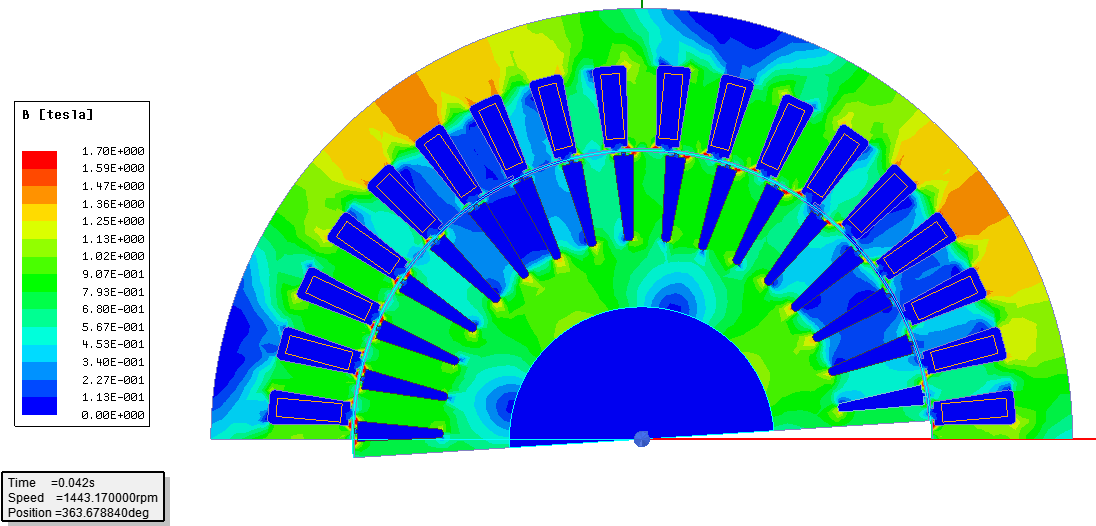 B [tesla]
1.70E+000
1.59E+000
1.47E+000
1.36E+000
1.25E+000
1.13E+000
1.02E+000
9.07E-001
7.93E-001
6.80E-001
5.67E-001
4.53E-001
3.40E-001
2.27E-001
1.13E-001
0.00E+000
Time =0.042s
Speed =1443.170000rpm
Position =363.678840deg